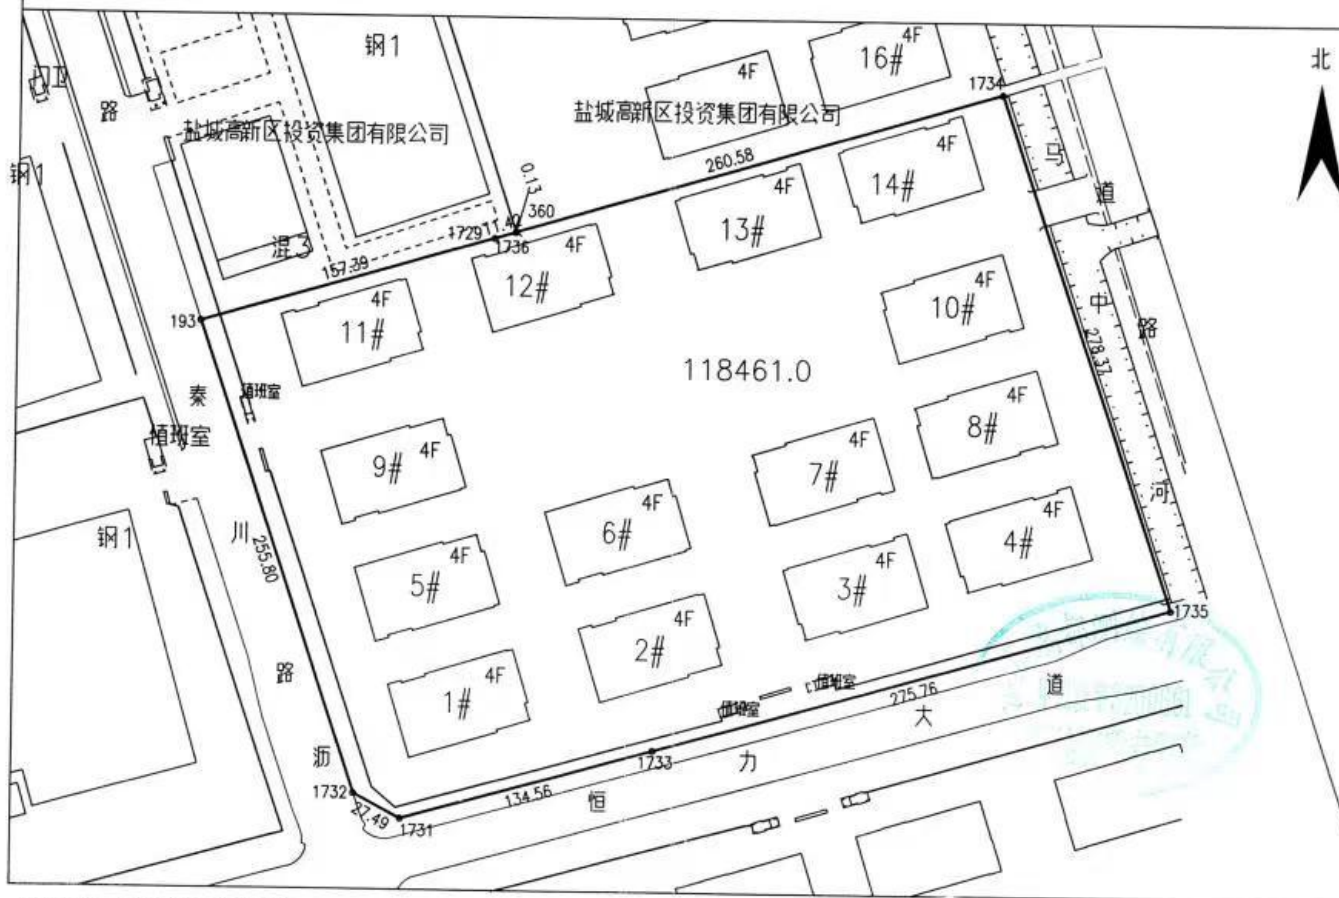 钢1
16#
4F
北
门卫
路
盐城高新区投资集团有限公司
盐城高新区投资集团有限公司
1734
钢1
260.58
马
道
14#
4F
13#
4F
0.13
360
11.42
1729
1736
混3
157.39
12#
4F
193
11#
4F
10#
4F
中
路
278.37
118461.0
秦
值班室
值班室
9#
4F
7#
4F
8#
4F
河
钢1
川
255.80
6#
4F
4#
4F
5#
4F
3#
4F
1735
2#
4F
路
1#
4F
值班室
值班室
275.76
道
大
沥
1732
1733
力
27.49
1731
134.56
恒